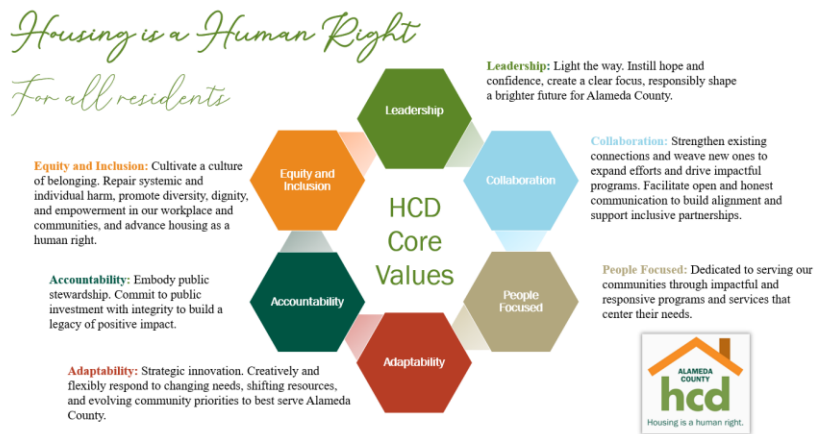 Housing is a Human Right
For all residents
Leadership: Light the way. Instill hope and
confidence, create a clear focus, responsibly shape
a brighter future for Alameda County.
Leadership
Collaboration: Strengthen existing
connections and weave new ones to
expand efforts and drive impactful
programs. Facilitate open and honest
communication to build alignment and
support inclusive partnerships.
Collaboration
Equity and Inclusion: Cultivate a culture
of belonging. Repair systemic and
individual harm, promote diversity, dignity,
and empowerment in our workplace and
communities, and advance housing as a
human right.
Equity and
Inclusion
HCD
Core
Values
People Focused: Dedicated to serving our
communities through impactful and
responsive programs and services that
center their needs.
People
Focused
Accountability: Embody public
stewardship. Commit to public
investment with integrity to build a
legacy of positive impact.
Accountability
Adaptability
Adaptability: Strategic innovation. Creatively and
flexibly respond to changing needs, shifting resources,
and evolving community priorities to best serve Alameda
County.
ALAMEDA
COUNTY
hcd
Housing is a human right.